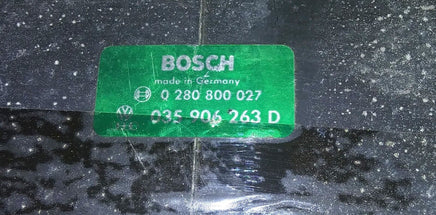 BOSCH
made in Germany
0 280 800 027
035 906 263 D